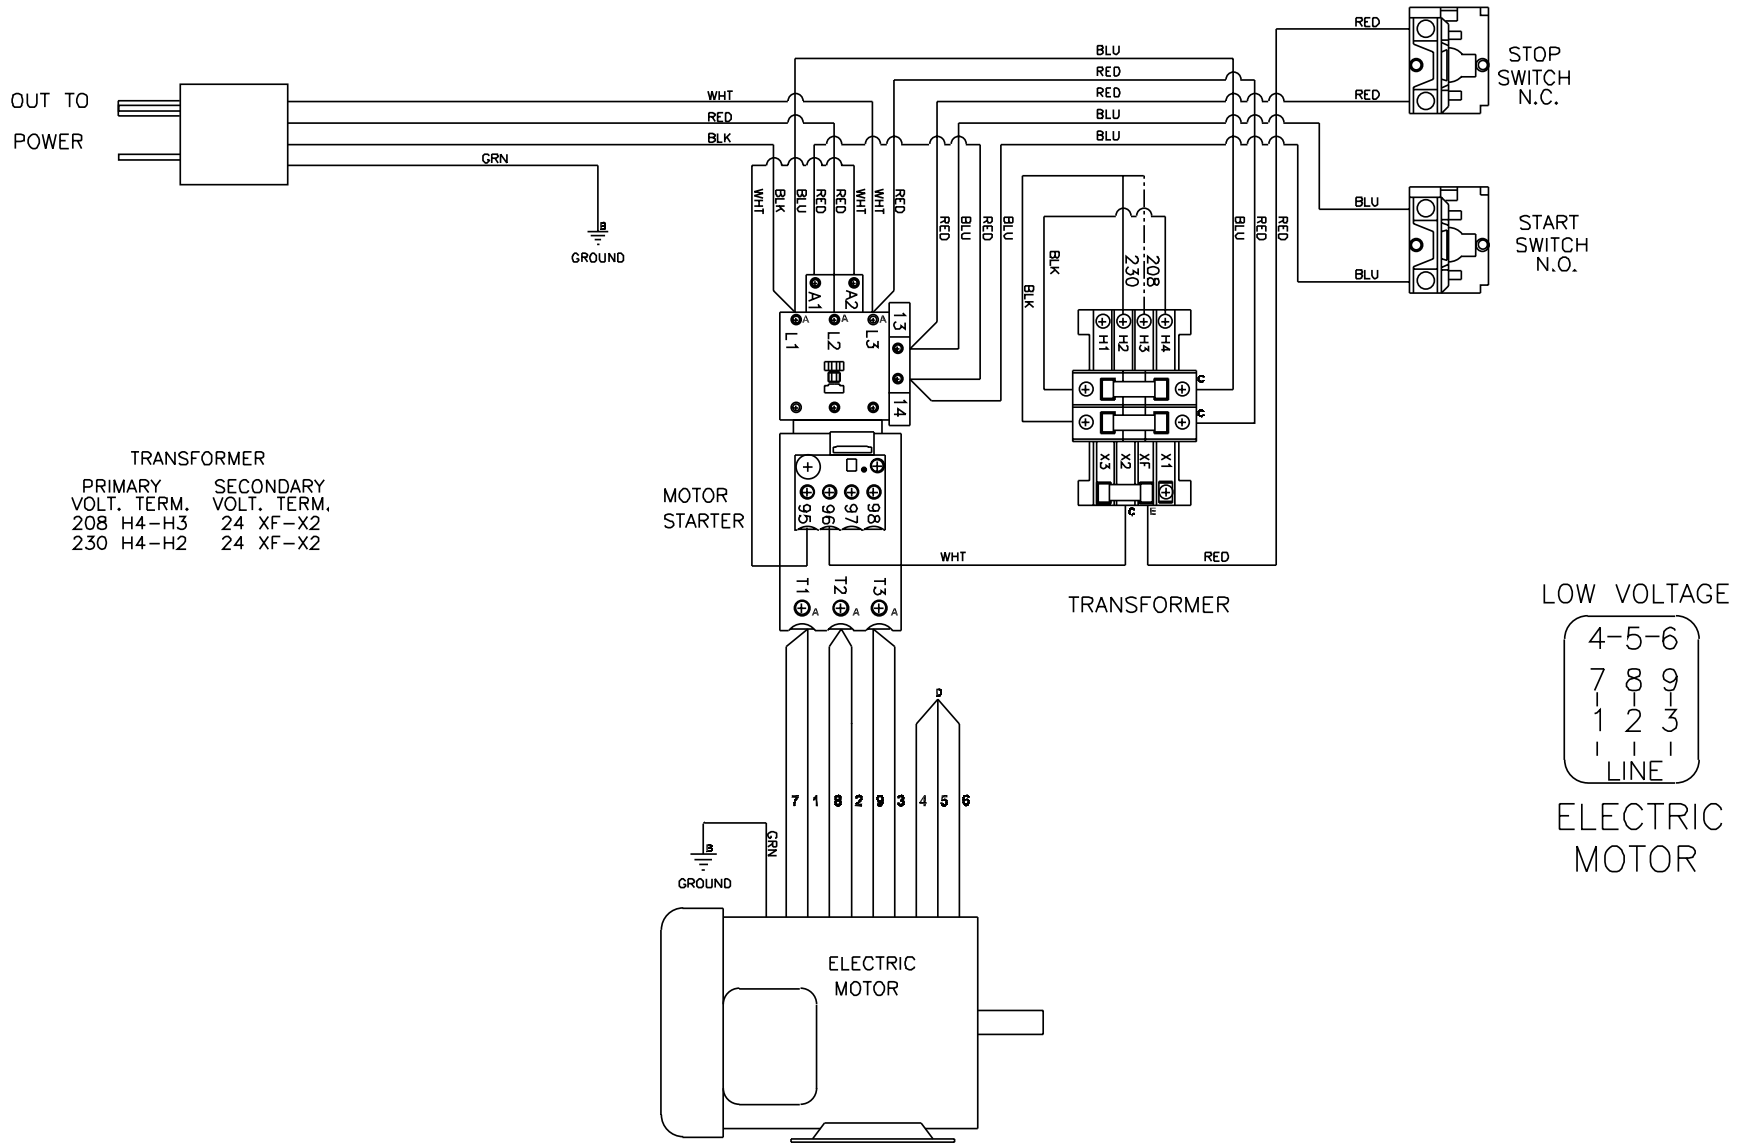 OUT TO
POWER
WHT
RED
BLK
GRN
B
GROUND
BLU
RED
RED
BLU
BLU
RED
RED
STOP
SWITCH
N.C.
BLU
BLU
START
SWITCH
N.O.
WHT
BLK
BLU
RED
RED
WHT
WHT
RED
RED
BLU
RED
BLU
BLK
BLK
230
208
BLU
RED
RED
A1
A2
A
A
A
L1
L2
L3
13
14
H1
H2
H3
H4
C
C
X3
X2
XF
X1
C
E
TRANSFORMER
PRIMARY SECONDARY
VOLT. TERM. VOLT. TERM.
208 H4-H3 24 XF-X2
230 H4-H2 24 XF-X2
MOTOR
STARTER
95
96
97
98
WHT
RED
TRANSFORMER
T1
T2
T3
A
A
A
D
7
1
8
2
9
3
4
5
6
GRN
B
GROUND
ELECTRIC
MOTOR
LOW VOLTAGE
4-5-6
7 8 9
1 2 3
LINE
ELECTRIC
MOTOR